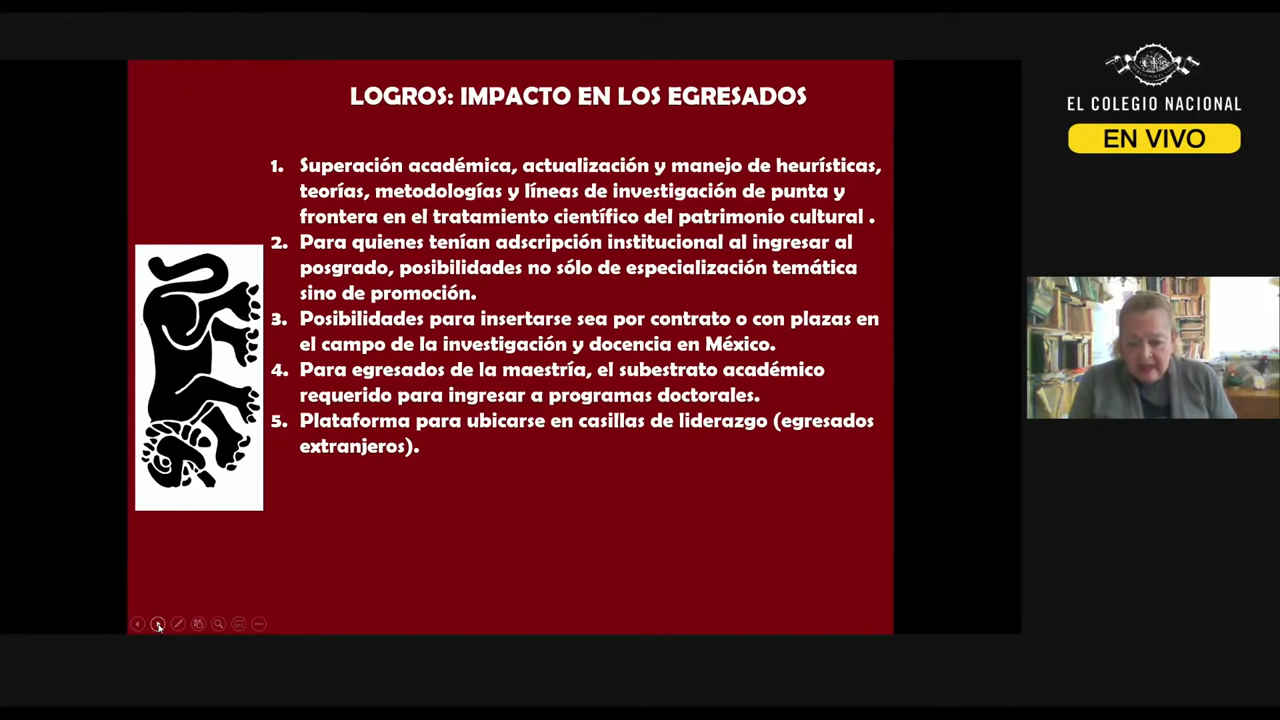 LOGROS: IMPACTO EN LOS EGRESADOS
1. Superación académica, actualización y manejo de heurísticas,
teorías, metodologías y líneas de investigación de punta y
frontera en el tratamiento científico del patrimonio cultural .
2. Para quienes tenían adscripción institucional al ingresar al
posgrado, posibilidades no sólo de especialización temática
sino de promoción.
3. Posibilidades para insertarse sea por contrato o con plazas en
el campo de la investigación y docencia en México.
4. Para egresados de la maestría, el substrato académico
requerido para ingresar a programas doctorales.
5. Plataforma para ubicarse en casillas de liderazgo (egresados
extranjeros).
EL COLEGIO NACIONAL
EN VIVO